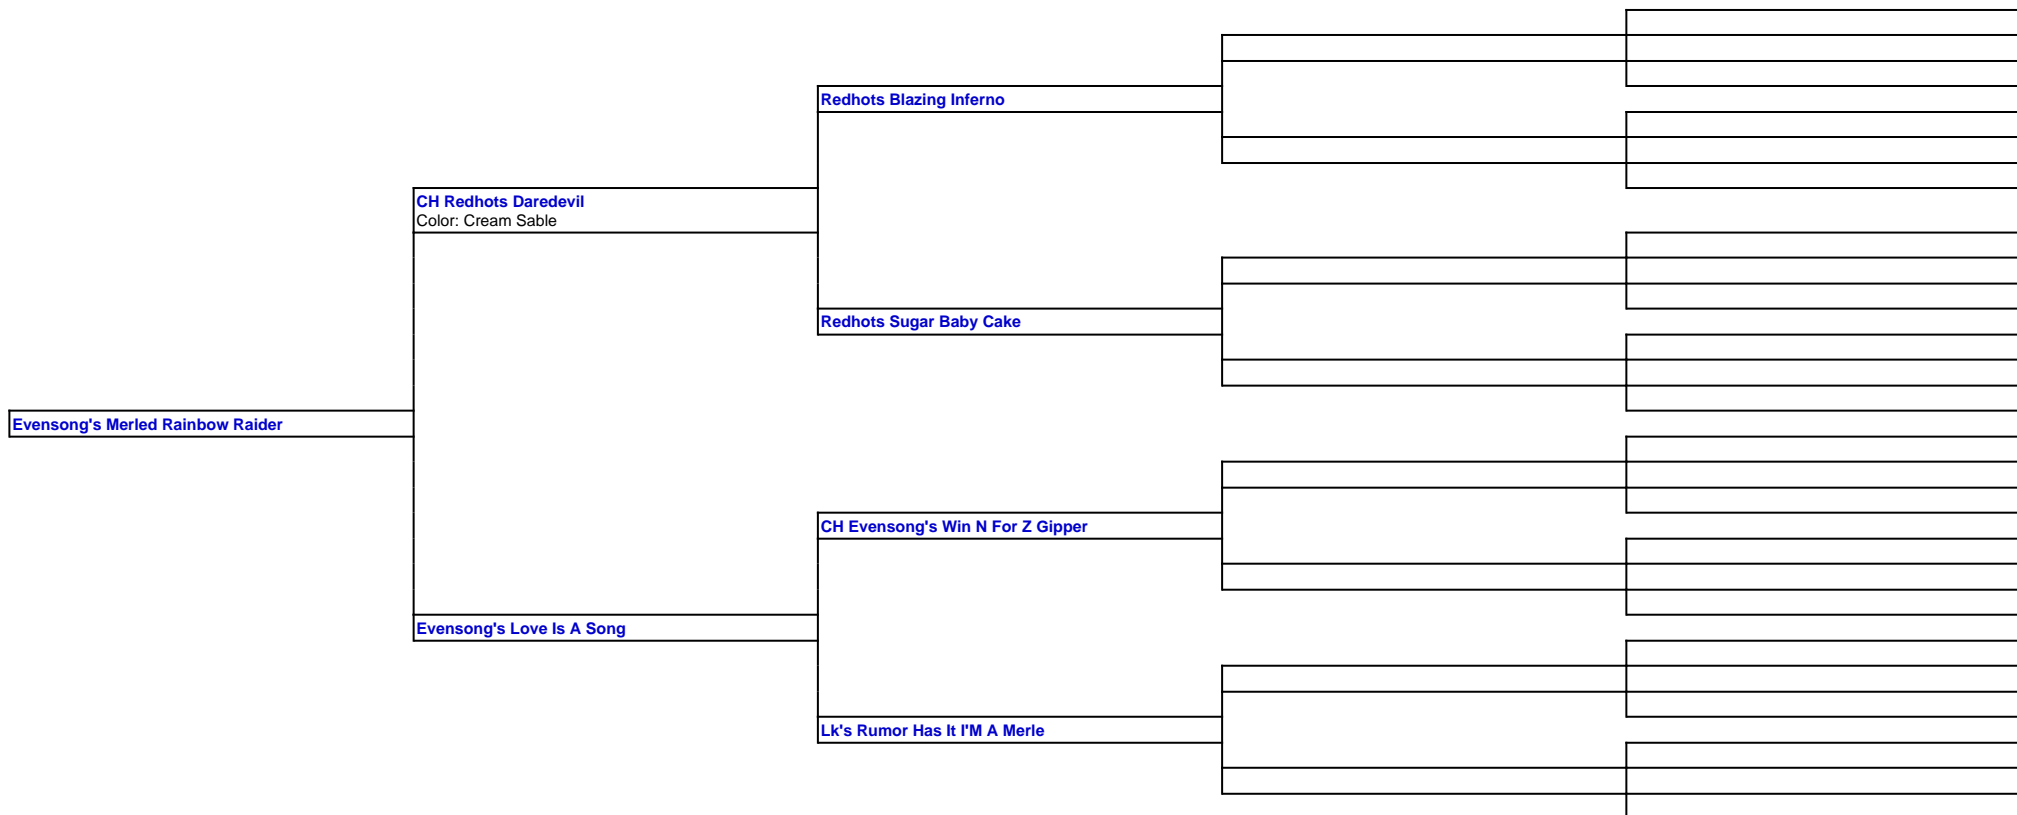 Redhots Blazing Inferno
CH Redhots Daredevil
Color: Cream Sable
Redhots Sugar Baby Cake
Evensong's Merled Rainbow Raider
CH Evensong's Win N For Z Gipper
Evensong's Love Is A Song
Lk's Rumor Has It I'M A Merle